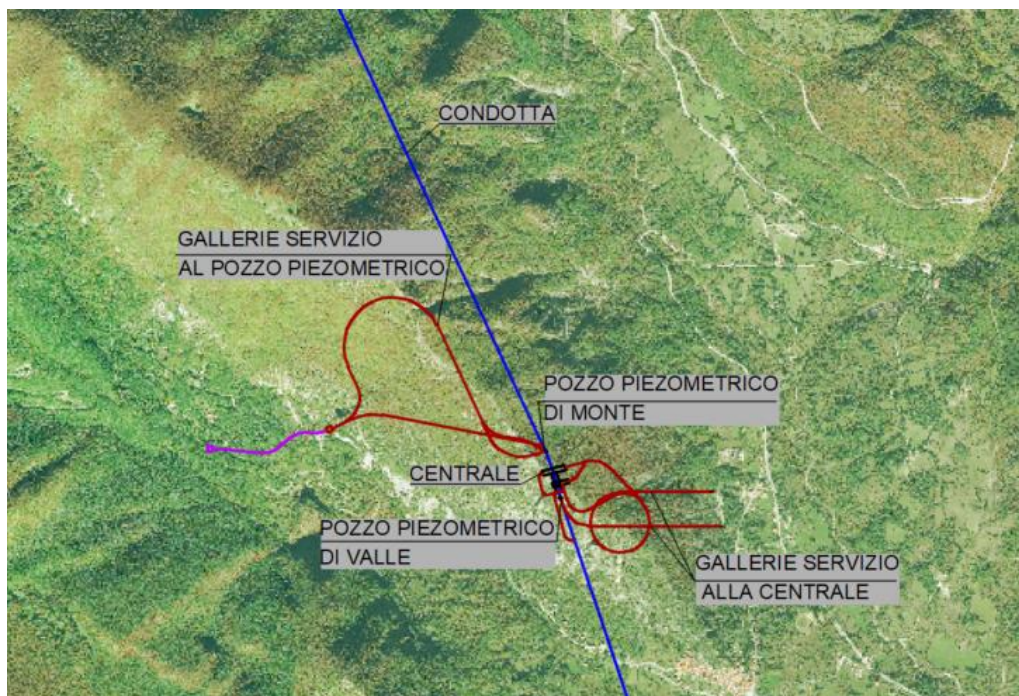 CONDOTTA
GALLERIE SERVIZIO
AL POZZO PIEZOMETRICO
POZZO PIEZOMETRICO
DI MONTE
CENTRALE
POZZO PIEZOMETRICO
DI VALLE
GALLERIE SERVIZIO
ALLA CENTRALE